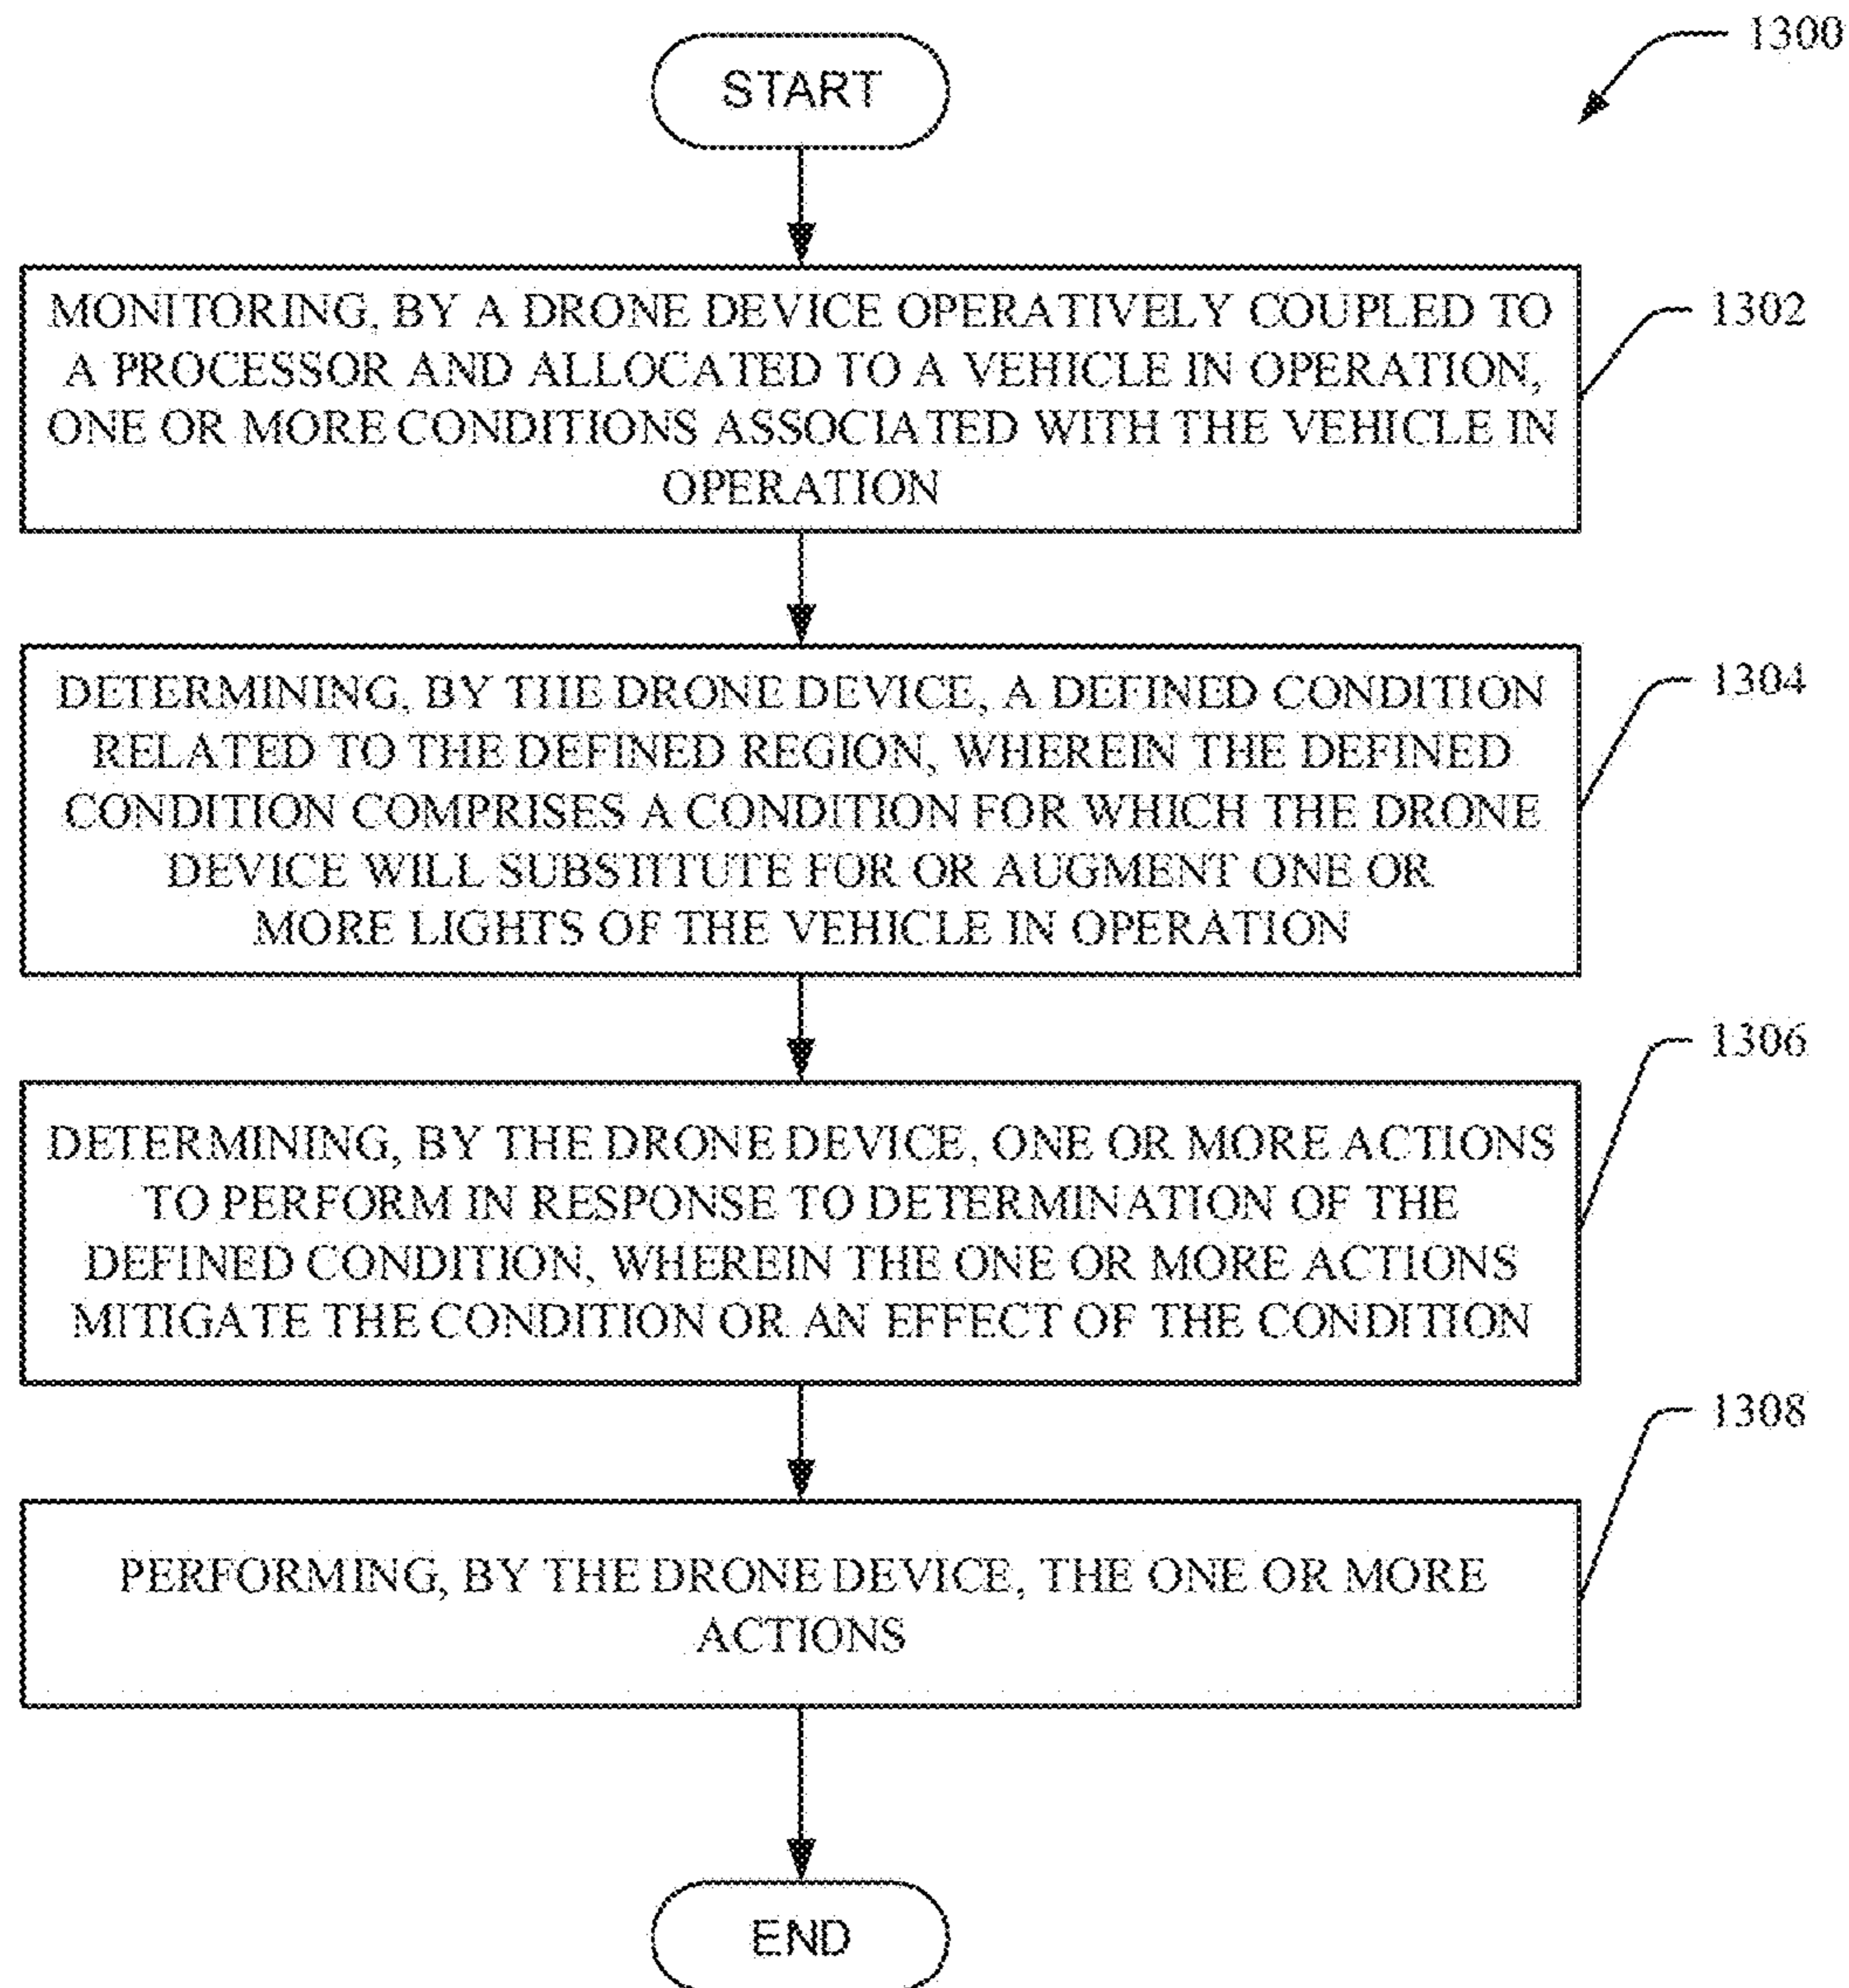 1300
START
MONITORING, BY A DRONE DEVICE OPERATIVELY COUPLED TO
A PROCESSOR AND ALLOCATED TO A VEHICLE IN OPERATION,
ONE OR MORE CONDITIONS ASSOCIATED WITH THE VEHICLE IN
OPERATION
1302
DETERMINING, BY THE DRONE DEVICE, A DEFINED CONDITION
RELATED TO THE DEFINED REGION, WHEREIN THE DEFINED
CONDITION COMPRISES A CONDITION FOR WHICH THE DRONE
DEVICE WILL SUBSTITUTE FOR OR AUGMENT ONE OR
MORE LIGHTS OF THE VEHICLE IN OPERATION
1304
DETERMINING, BY THE DRONE DEVICE, ONE OR MORE ACTIONS
TO PERFORM IN RESPONSE TO DETERMINATION OF THE
DEFINED CONDITION, WHEREIN THE ONE OR MORE ACTIONS
MITIGATE THE CONDITION OR AN EFFECT OF THE CONDITION
1306
PERFORMING, BY THE DRONE DEVICE, THE ONE OR MORE
ACTIONS
1308
END